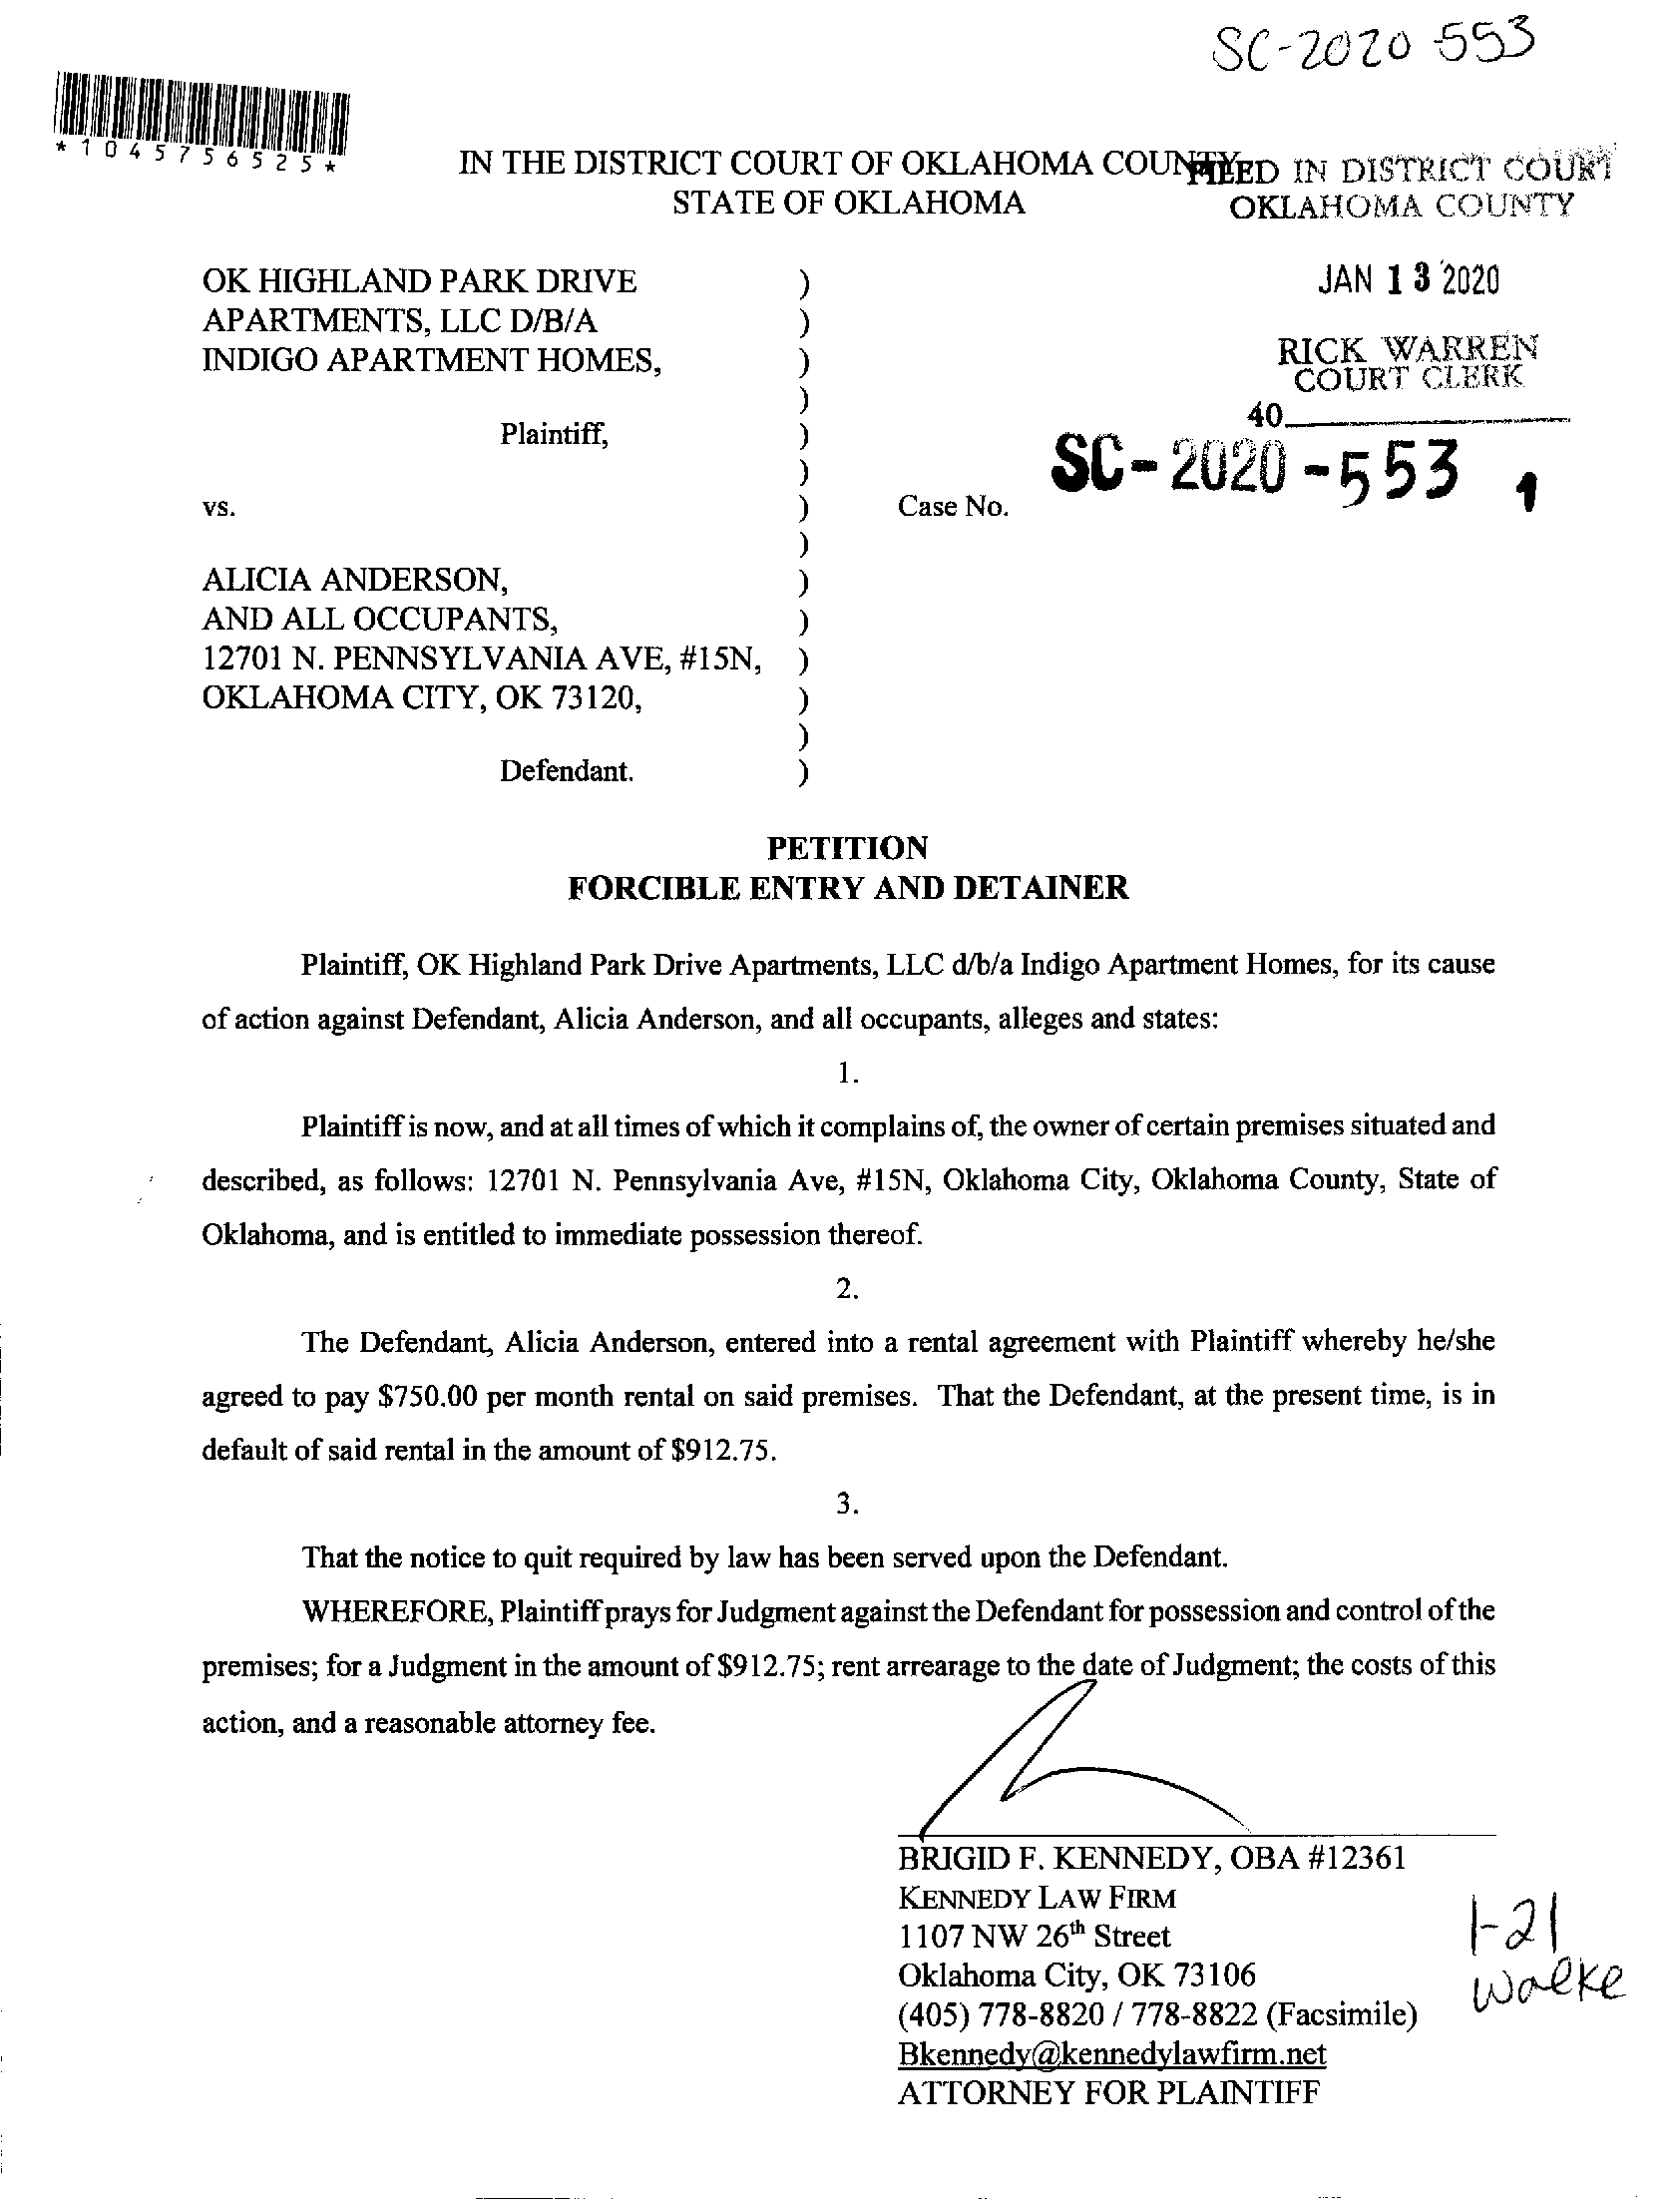 SC-2020-553
*1045756525*
IN THE DISTRICT COURT OF OKLAHOMA COUNTY
STATE OF OKLAHOMA
FILED IN DISTRICT COURT
OKLAHOMA COUNTY
JAN 13 2020
RICK WARREN
COURT CLERK
40
OK HIGHLAND PARK DRIVE )
APARTMENTS, LLC D/B/A )
INDIGO APARTMENT HOMES, )
)
Plaintiff, )
)
vs. ) Case No. SC-2020-553 1
)
ALICIA ANDERSON, )
AND ALL OCCUPANTS, )
12701 N. PENNSYLVANIA AVE, #15N, )
OKLAHOMA CITY, OK 73120, )
)
Defendant. )
PETITION
FORCIBLE ENTRY AND DETAINER
Plaintiff, OK Highland Park Drive Apartments, LLC d/b/a Indigo Apartment Homes, for its cause
of action against Defendant, Alicia Anderson, and all occupants, alleges and states:
1.
Plaintiff is now, and at all times of which it complains of, the owner of certain premises situated and
described, as follows: 12701 N. Pennsylvania Ave, #15N, Oklahoma City, Oklahoma County, State of
Oklahoma, and is entitled to immediate possession thereof.
2.
The Defendant, Alicia Anderson, entered into a rental agreement with Plaintiff whereby he/she
agreed to pay $750.00 per month rental on said premises. That the Defendant, at the present time, is in
default of said rental in the amount of $912.75.
3.
That the notice to quit required by law has been served upon the Defendant.
WHEREFORE, Plaintiff prays for Judgment against the Defendant for possession and control of the
premises; for a Judgment in the amount of $912.75; rent arrearage to the date of Judgment; the costs of this
action, and a reasonable attorney fee.
BRIGID F. KENNEDY, OBA #12361
KENNEDY LAW FIRM
1107 NW 26th Street
Oklahoma City, OK 73106
(405) 778-8820 / 778-8822 (Facsimile)
Bkennedy@kennedylawfirm.net
ATTORNEY FOR PLAINTIFF
1-21
walke